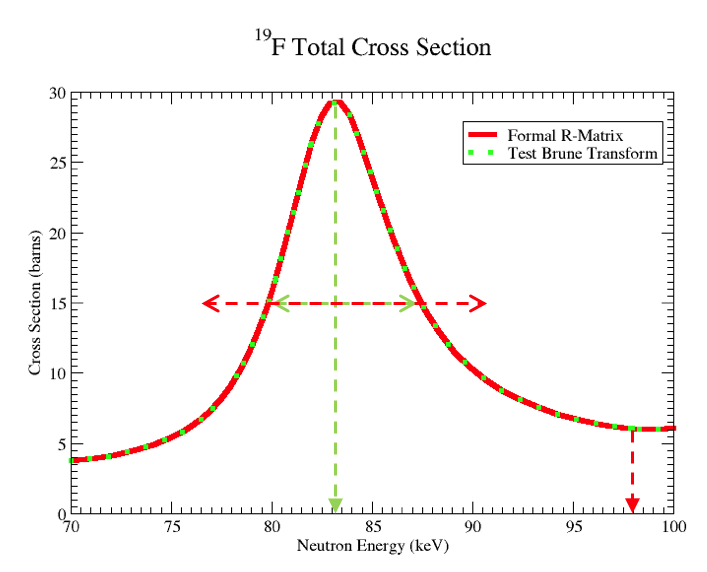 19F Total Cross Section
30
25
20
15
10
5
0
Cross Section (barns)
Formal R-Matrix
Test Brune Transform
70 75 80 85 90 95 100
Neutron Energy (keV)